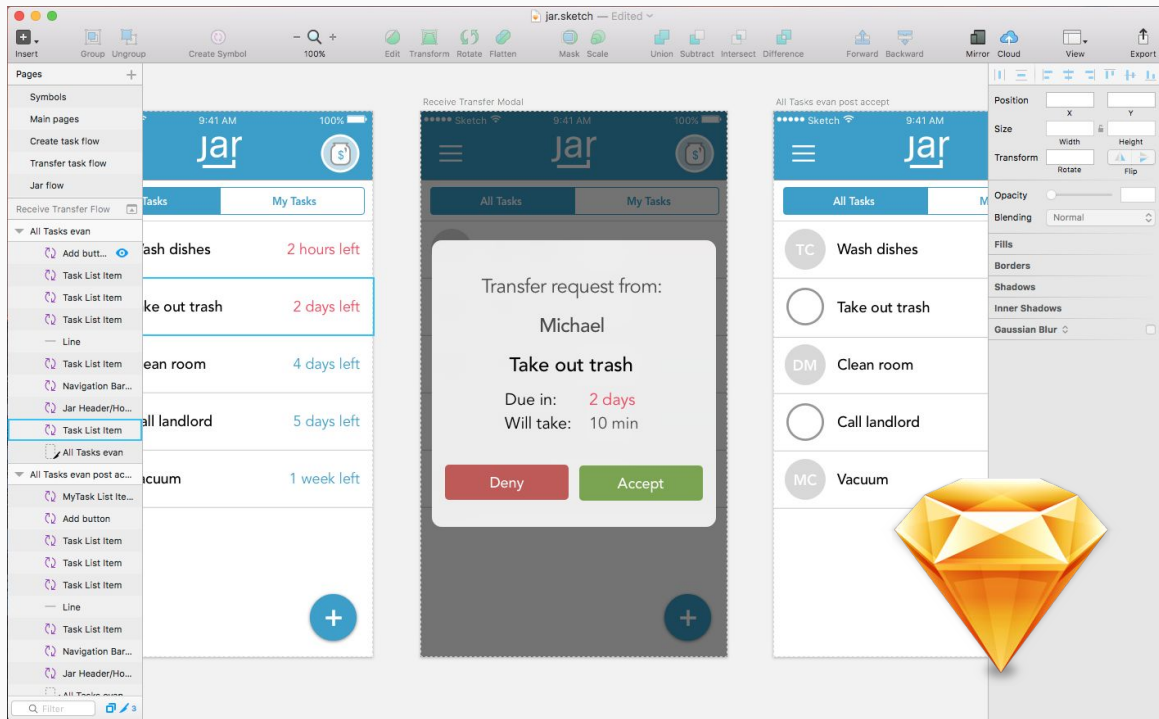 jar.sketch — Edited
Insert Group Ungroup Create Symbol 100% Edit Transform Rotate Flatten Mask Scale Union Subtract Intersect Difference Forward Backward Mirror Cloud View Export
Pages
Symbols
Main pages
Create task flow
Transfer task flow
Jar flow
Receive Transfer Flow
All Tasks evan
Add butt...
Task List Item
Task List Item
Task List Item
Line
Task List Item
Navigation Bar...
Jar Header/Ho...
Task List Item
All Tasks evan
All Tasks evan post ac...
MyTask List Ite...
Add button
Task List Item
Task List Item
Task List Item
Line
Task List Item
Navigation Bar...
Jar Header/Ho...
All Tasks evan
Filter 3
9:41 AM 100%
jar
$
Tasks My Tasks
ash dishes 2 hours left
ke out trash 2 days left
ean room 4 days left
all landlord 5 days left
acuum 1 week left
+
Receive Transfer Modal
Sketch 9:41 AM 100%
jar
$
All Tasks My Tasks
Transfer request from:
Michael
Take out trash
Due in: 2 days
Will take: 10 min
Deny Accept
+
All Tasks evan post accept
Sketch 9:41 AM
jar
All Tasks M
TC Wash dishes
Take out trash
DM Clean room
Call landlord
MC Vacuum
Position
X Y
Size
Width Height
Transform
Rotate Flip
Opacity
Blending Normal
Fills
Borders
Shadows
Inner Shadows
Gaussian Blur